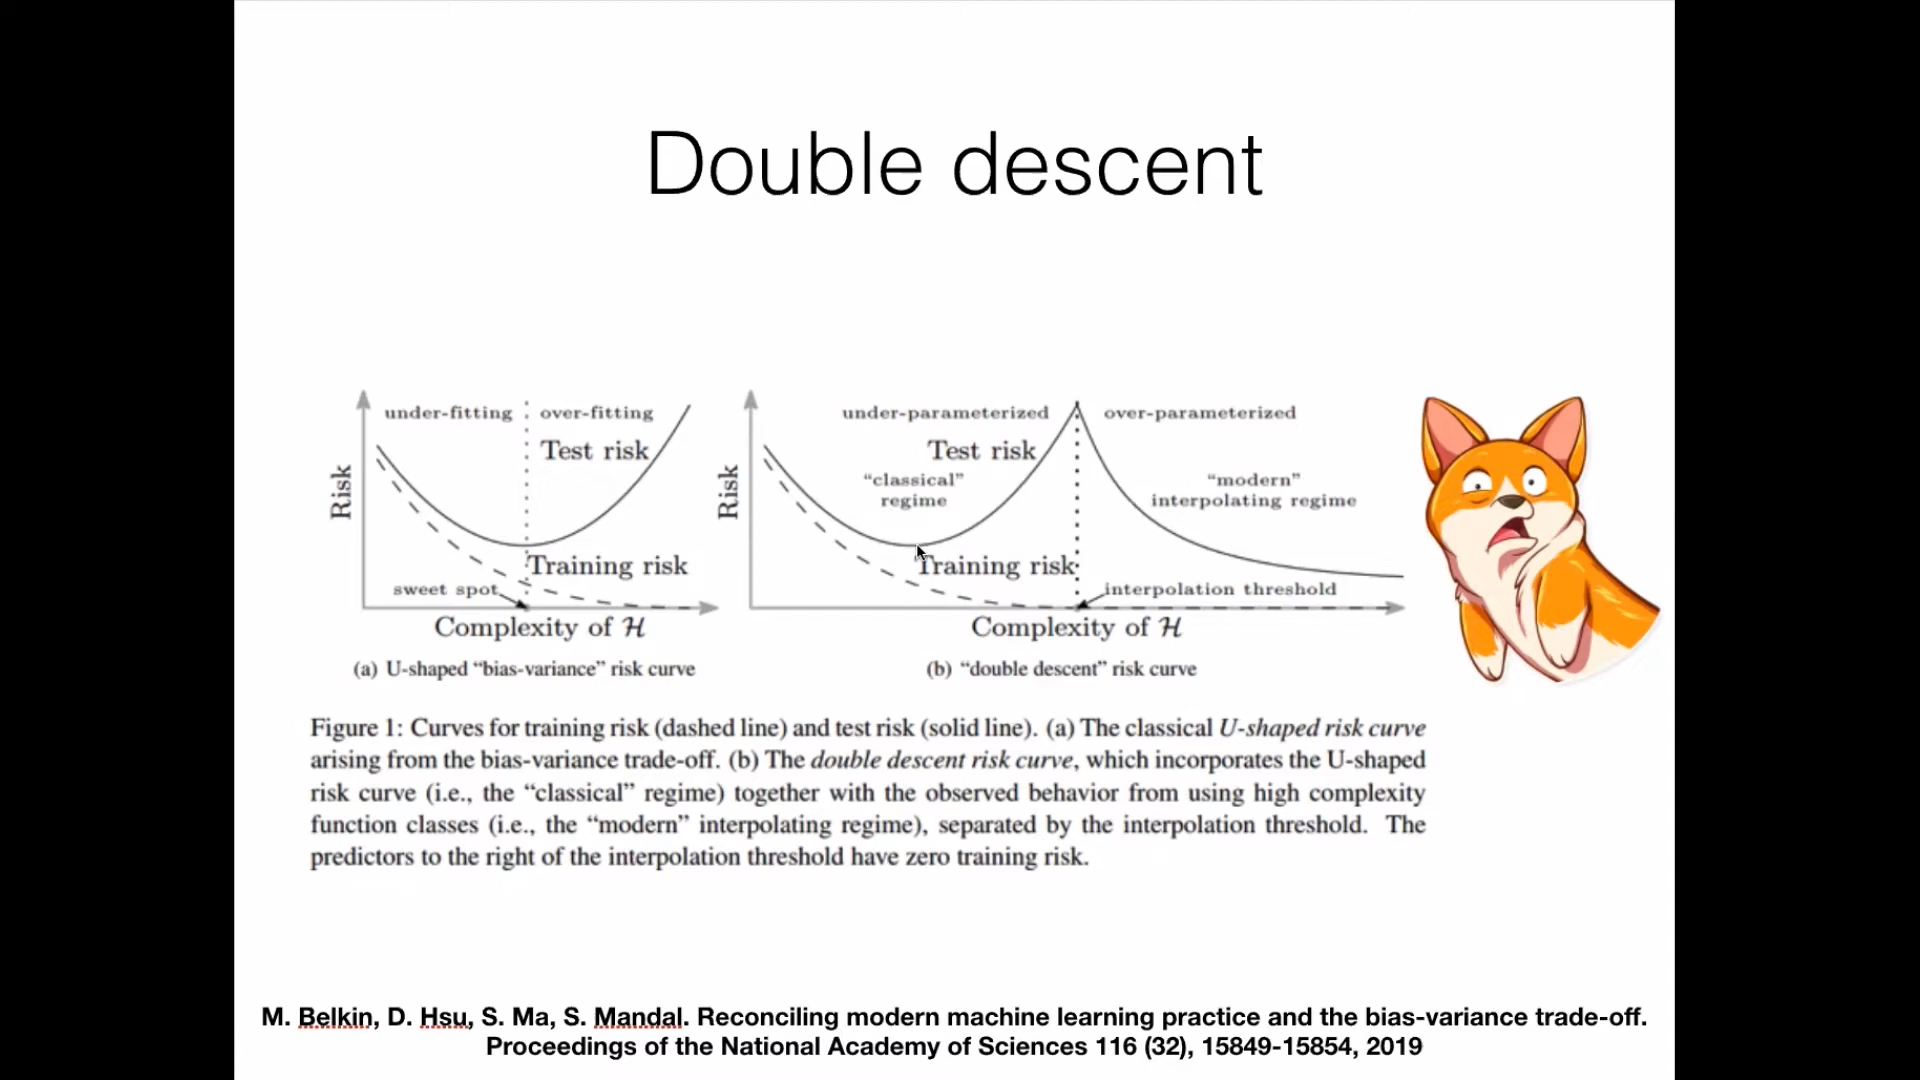 Double descent
under-fitting
over-fitting
Test risk
Risk
Training risk
sweet spot
Complexity of ℋ
(a) U-shaped “bias-variance” risk curve
under-parameterized
over-parameterized
Test risk
“classical”
regime
“modern”
interpolating regime
Risk
Training risk
interpolation threshold
Complexity of ℋ
(b) “double descent” risk curve
Figure 1: Curves for training risk (dashed line) and test risk (solid line). (a) The classical U-shaped risk curve
arising from the bias-variance trade-off. (b) The double descent risk curve, which incorporates the U-shaped
risk curve (i.e., the “classical” regime) together with the observed behavior from using high complexity
function classes (i.e., the “modern” interpolating regime), separated by the interpolation threshold. The
predictors to the right of the interpolation threshold have zero training risk.
M. Belkin, D. Hsu, S. Ma, S. Mandal. Reconciling modern machine learning practice and the bias-variance trade-off.
Proceedings of the National Academy of Sciences 116 (32), 15849-15854, 2019